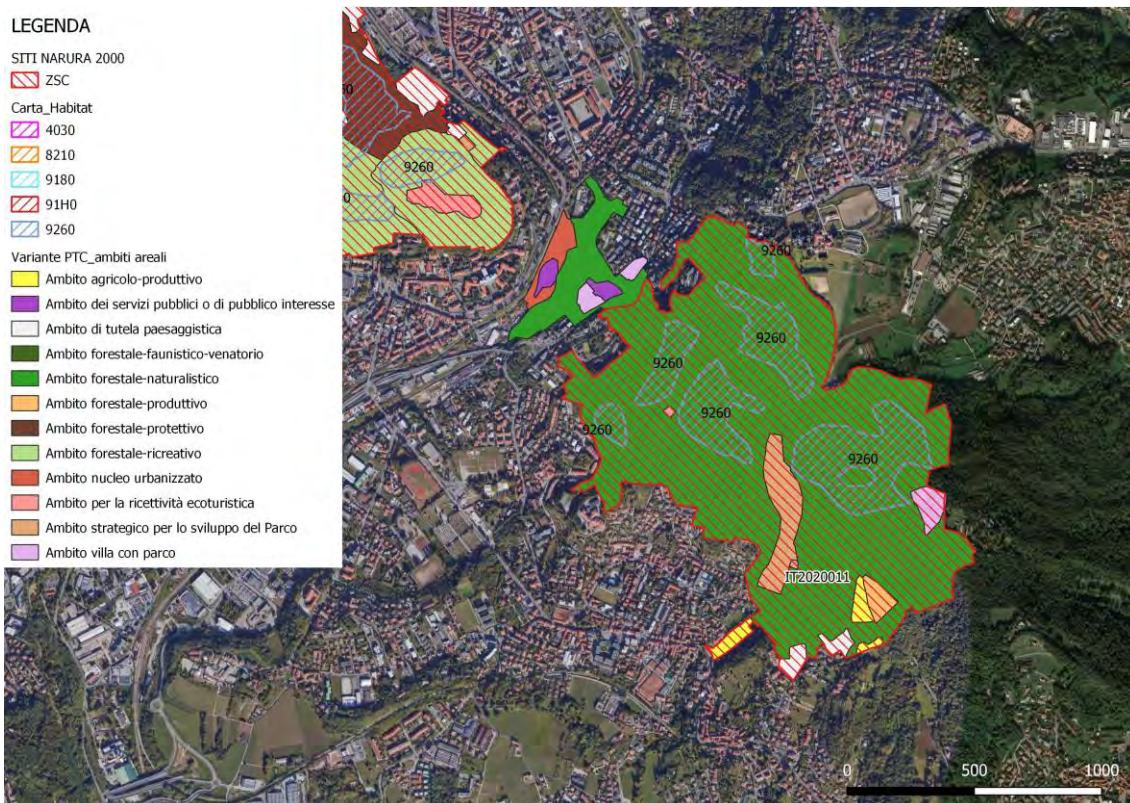 LEGENDA
SITI NARURA 2000
ZSC
Carta_Habitat
4030
8210
9180
91H0
9260
Variante PTC_ambiti areali
Ambito agricolo-produttivo
Ambito dei servizi pubblici o di pubblico interesse
Ambito di tutela paesaggistica
Ambito forestale-faunistico-venatorio
Ambito forestale-naturalistico
Ambito forestale-produttivo
Ambito forestale-protettivo
Ambito forestale-ricreativo
Ambito nucleo urbanizzato
Ambito per la ricettività ecoturistica
Ambito strategico per lo sviluppo del Parco
Ambito villa con parco
9260
9260
9260
9260
9260
9260
9260
IT2020011
0 500 1000